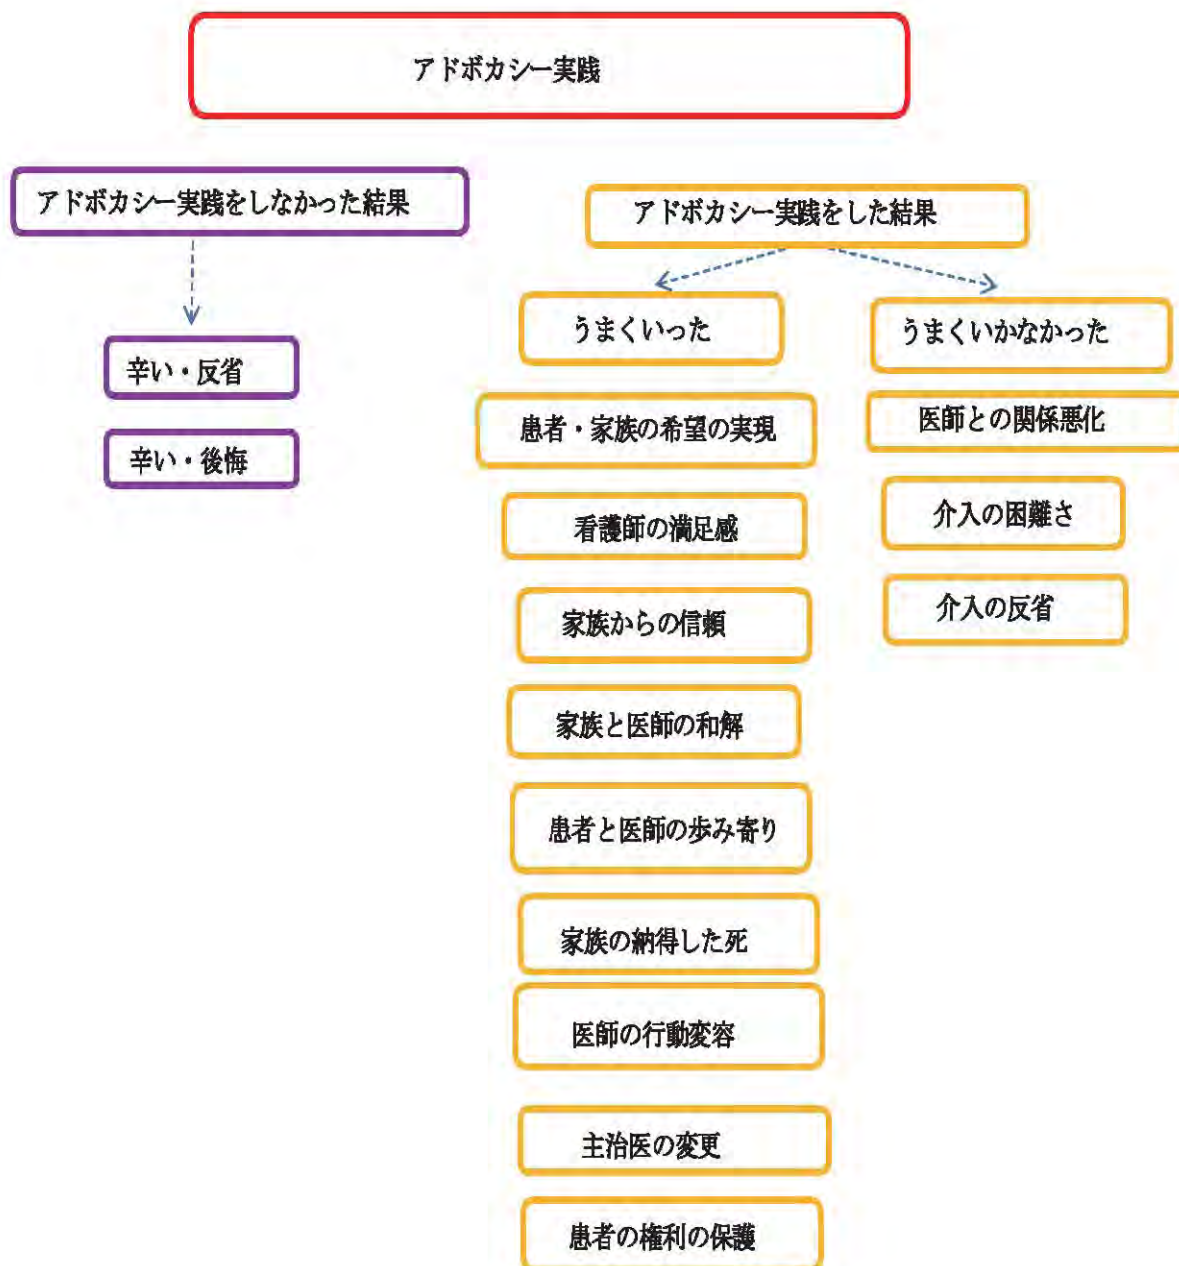 アドボカシー実践
アドボカシー実践をしなかった結果
辛い・反省
辛い・後悔
アドボカシー実践をした結果
うまくいった
患者・家族の希望の実現
看護師の満足感
家族からの信頼
家族と医師の和解
患者と医師の歩み寄り
家族の納得した死
医師の行動変容
主治医の変更
患者の権利の保護
うまくいかなかった
医師との関係悪化
介入の困難さ
介入の反省